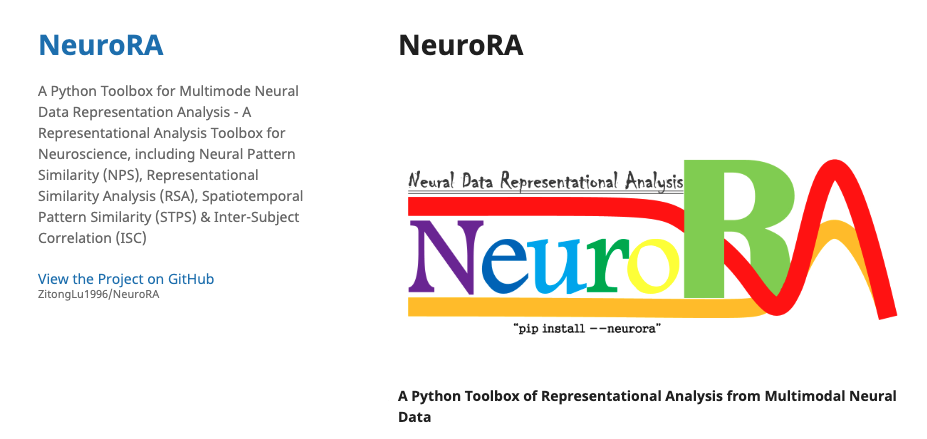 NeuroRA
A Python Toolbox for Multimode Neural
Data Representation Analysis - A
Representational Analysis Toolbox for
Neuroscience, including Neural Pattern
Similarity (NPS), Representational
Similarity Analysis (RSA), Spatiotemporal
Pattern Similarity (STPS) & Inter-Subject
Correlation (ISC)
View the Project on GitHub
ZitongLu1996/NeuroRA
NeuroRA
Neural Data Representational Analysis
NeuroRA
“pip install --neurora”
A Python Toolbox of Representational Analysis from Multimodal Neural
Data